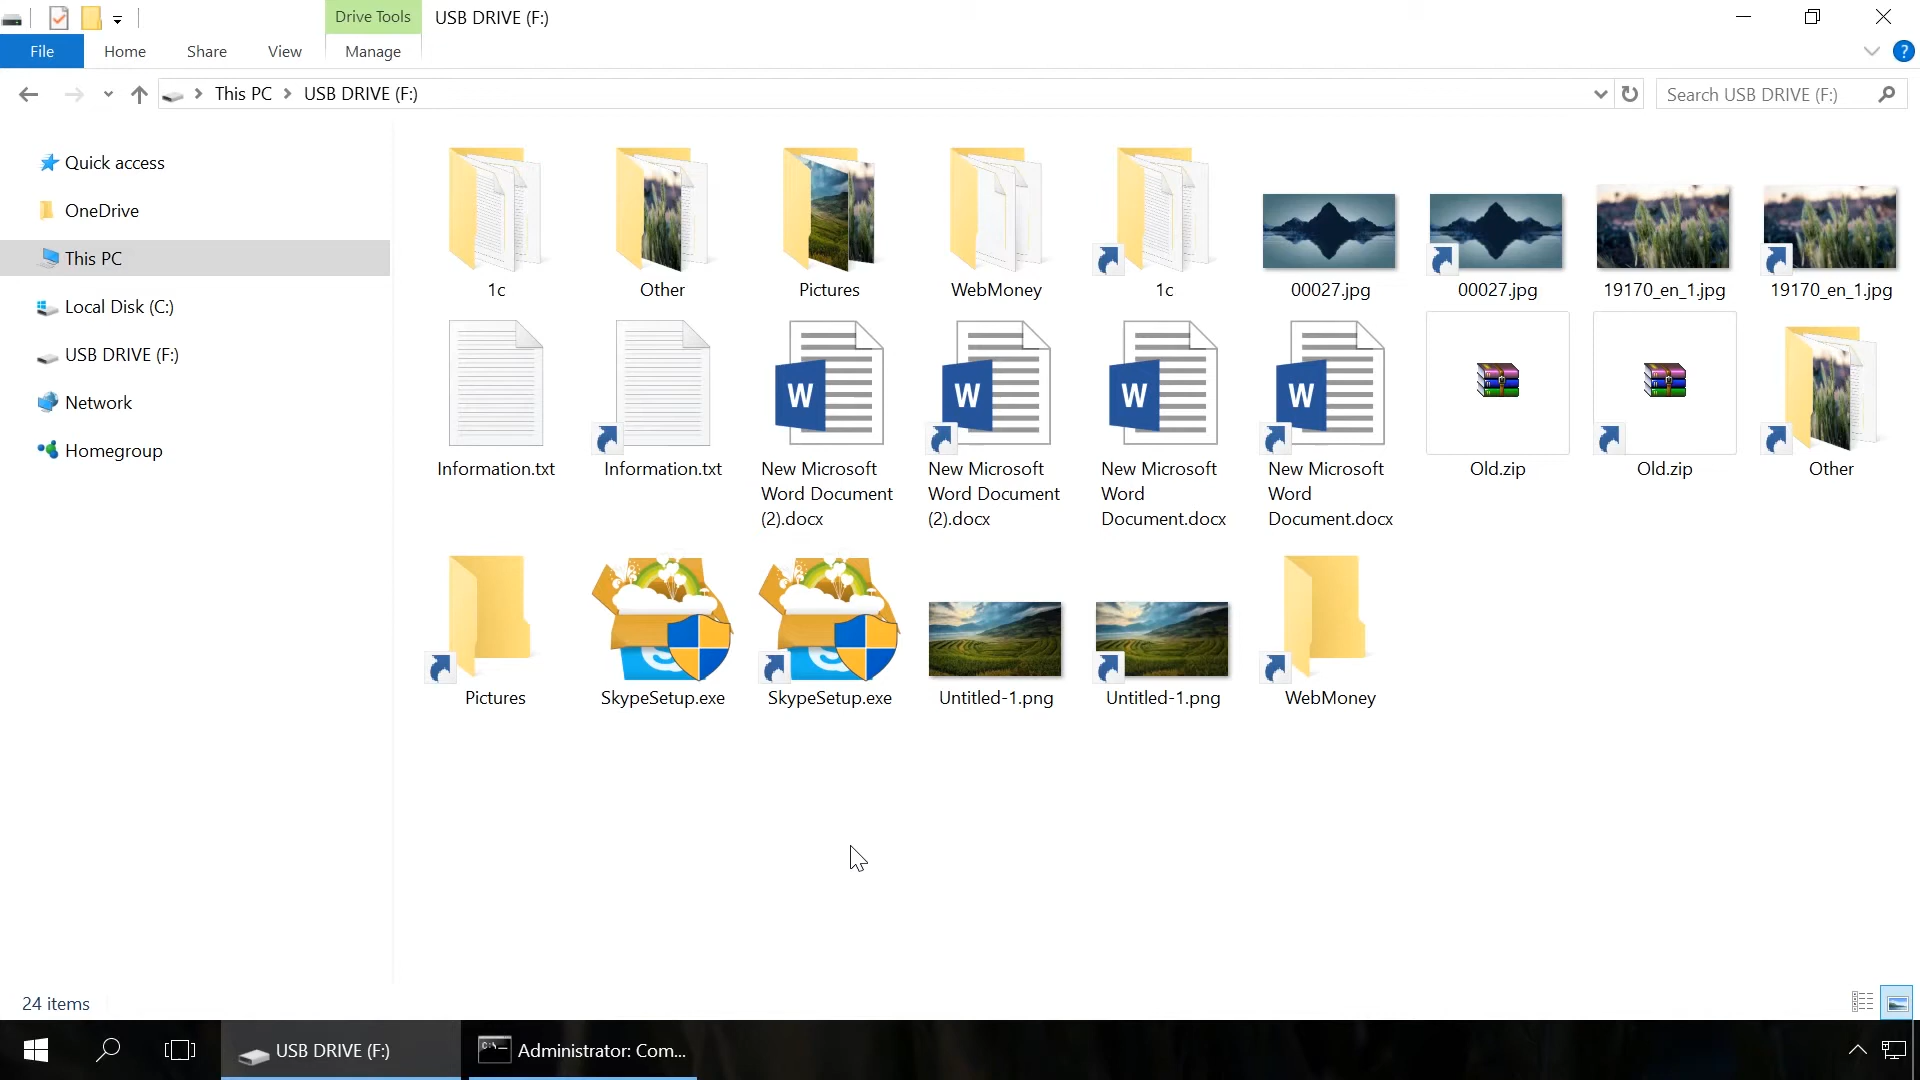 Drive Tools
USB DRIVE (F:)
File
Home
Share
View
Manage
?
This PC
USB DRIVE (F:)
Search USB DRIVE (F:)
Quick access
OneDrive
This PC
Local Disk (C:)
USB DRIVE (F:)
Network
Homegroup
1c
Other
Pictures
WebMoney
1c
00027.jpg
00027.jpg
19170_en_1.jpg
19170_en_1.jpg
W
W
W
W
Information.txt
Information.txt
New Microsoft
Word Document
(2).docx
New Microsoft
Word Document
(2).docx
New Microsoft
Word
Document.docx
New Microsoft
Word
Document.docx
Old.zip
Old.zip
Other
Pictures
SkypeSetup.exe
SkypeSetup.exe
Untitled-1.png
Untitled-1.png
WebMoney
24 items
USB DRIVE (F:)
Administrator: Com...